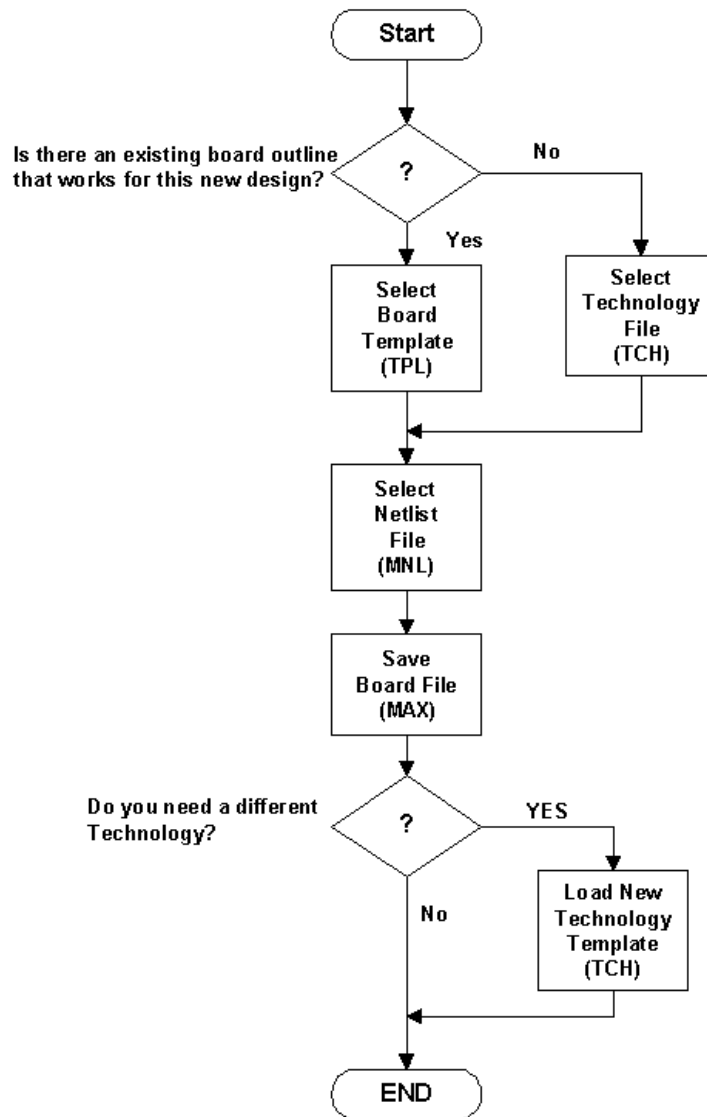 Start
Is there an existing board outline
that works for this new design?
?
No
Yes
Select
Board
Template
(TPL)
Select
Technology
File
(TCH)
Select
Netlist
File
(MNL)
Save
Board File
(MAX)
Do you need a different
Technology?
?
YES
No
Load New
Technology
Template
(TCH)
END